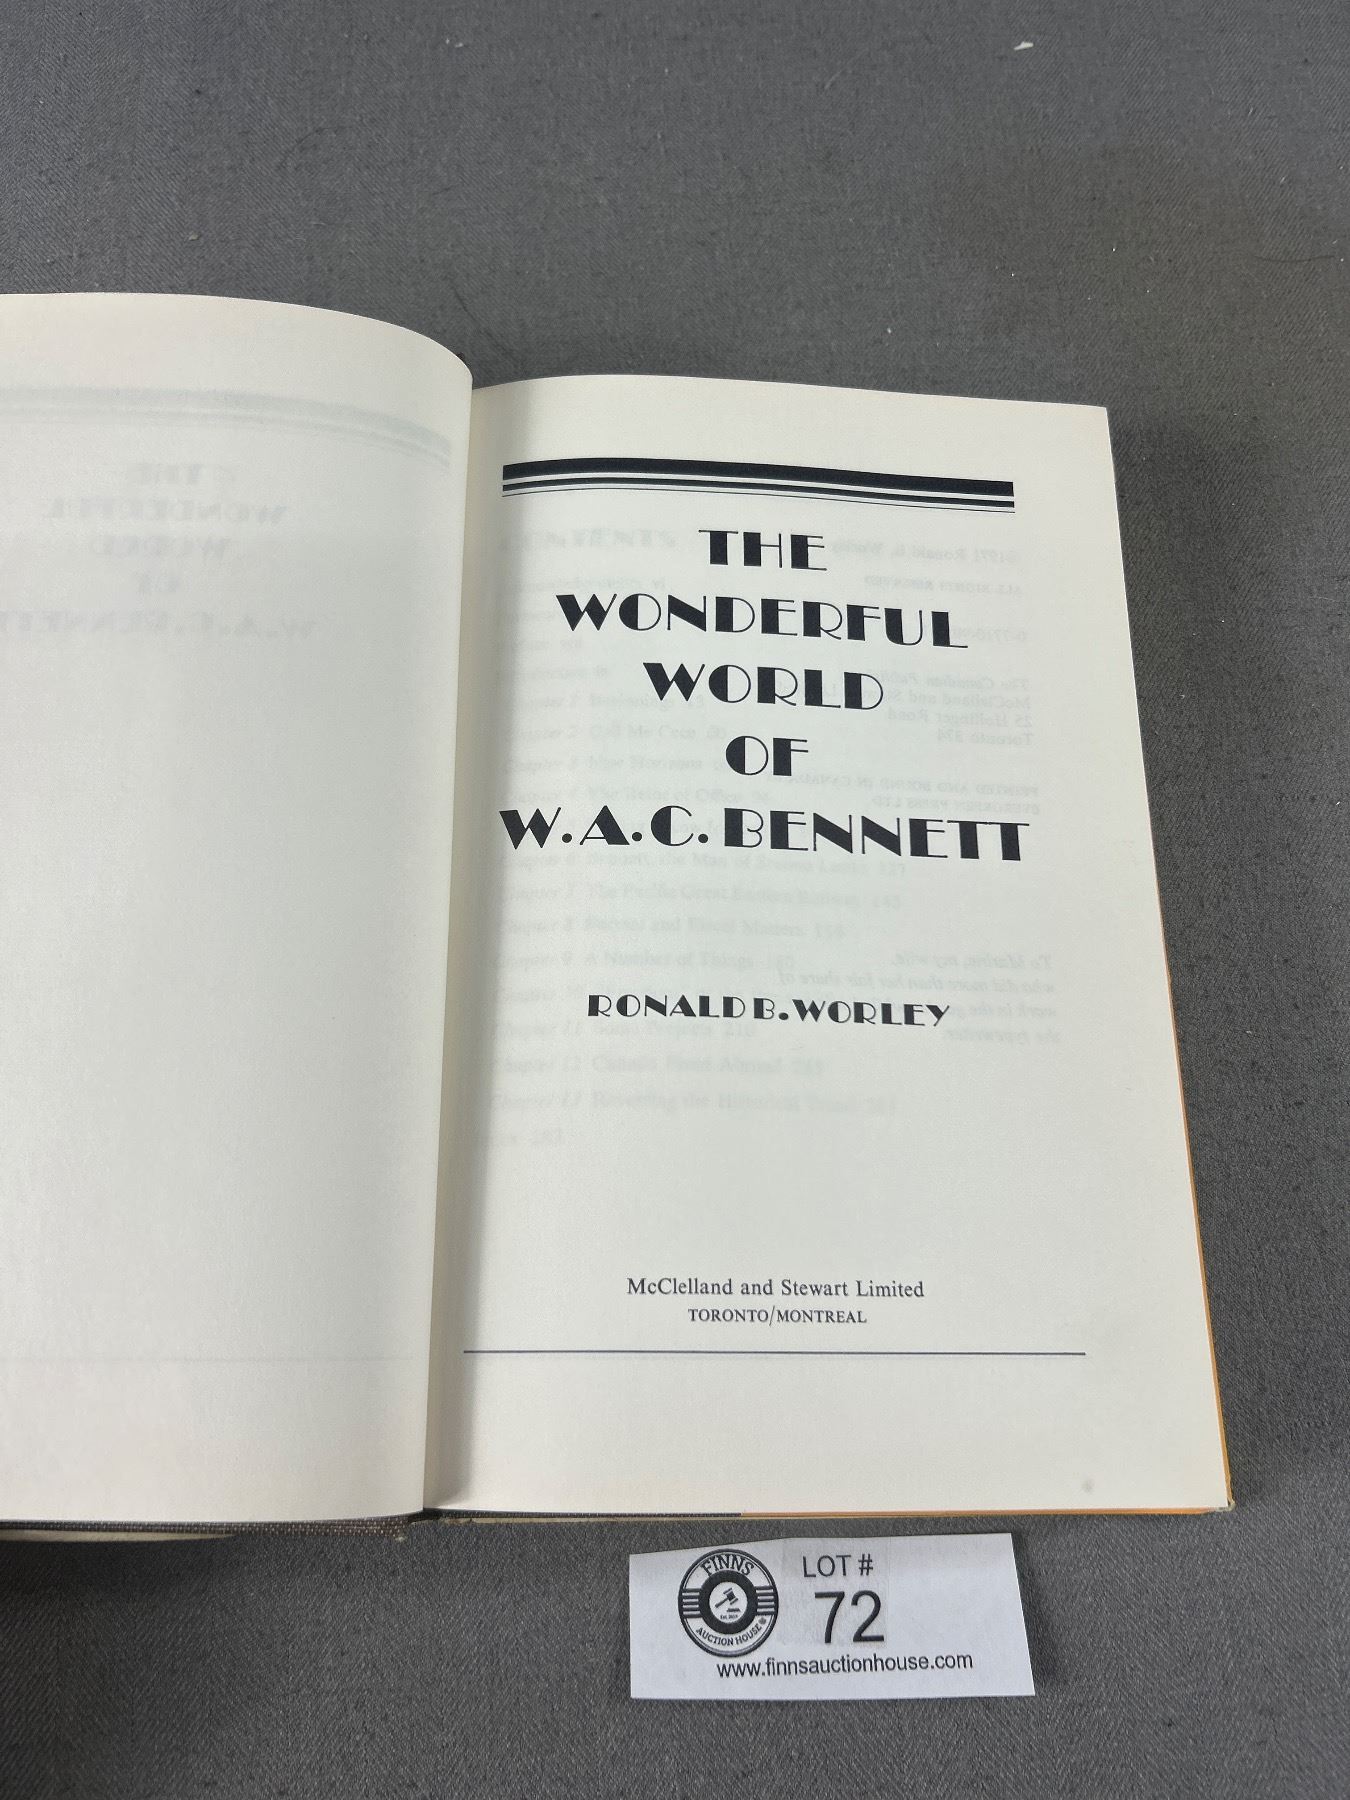 THE
WONDERFUL
WORLD
OF
W.A.C. BENNETT
RONALD B. WORLEY
McClelland and Stewart Limited
TORONTO/MONTREAL
FINNS
AUCTION HOUSE
LOT #
72
www.finnsauctionhouse.com